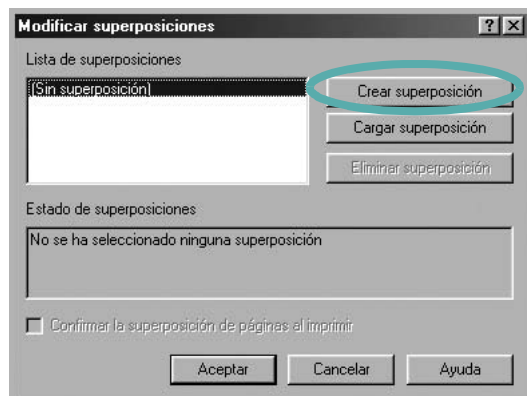 Modificar superposiciones
Lista de superposiciones
(Sin superposición)
Crear superposición
Cargar superposición
Eliminar superposición
Estado de superposiciones
No se ha seleccionado ninguna superposición
Confirmar la superposición de páginas al imprimir
Aceptar Cancelar Ayuda